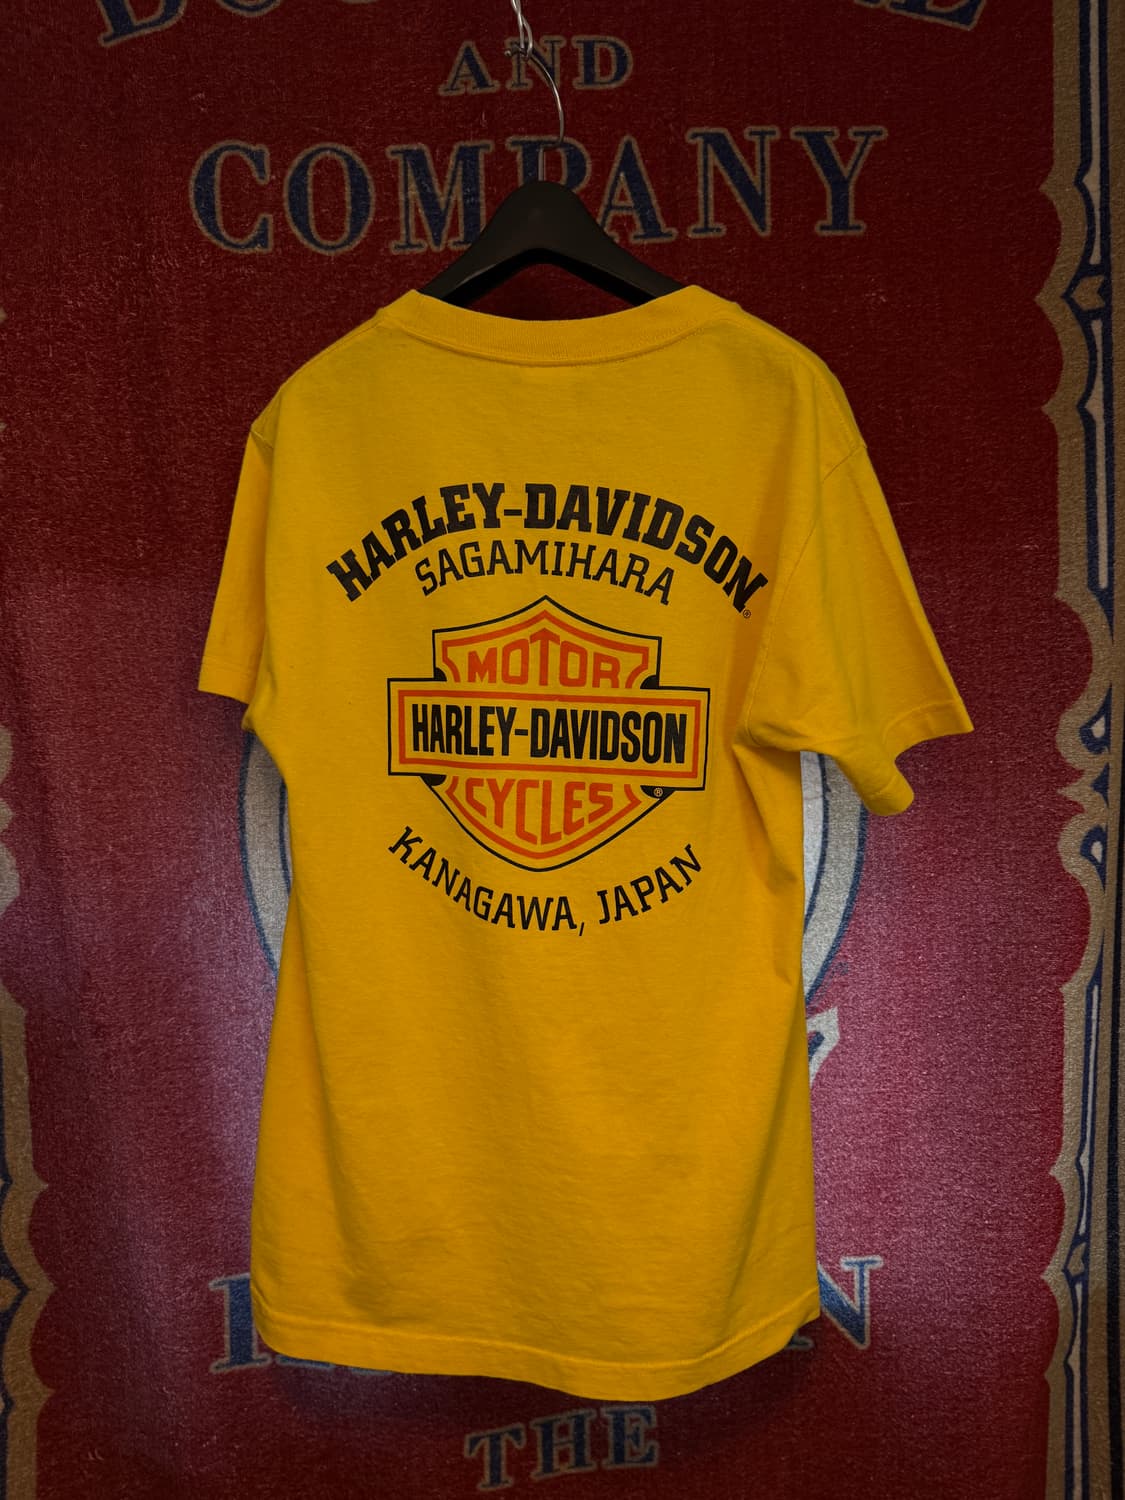 AND
COMPANY
HARLEY-DAVIDSON®
SAGAMIHARA
MOTOR
HARLEY-DAVIDSON
CYCLES ®
KANAGAWA, JAPAN
THE